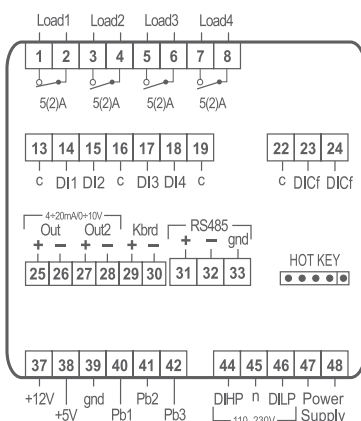 Load1 Load2 Load3 Load4
1 2 3 4 5 6 7 8
5(2)A 5(2)A 5(2)A 5(2)A
13 14 15 16 17 18 19 22 23 24
c DI1 DI2 c DI3 DI4 c c DICf DICf
4÷20mA/0÷10V
Out Out2 Kbrd RS485
+ − + − + − + − gnd
25 26 27 28 29 30 31 32 33
HOT KEY
37 38 39 40 41 42 44 45 46 47 48
+12V gnd Pb2 DIHP n DILP Power
+5V Pb1 Pb3 110÷230V Supply